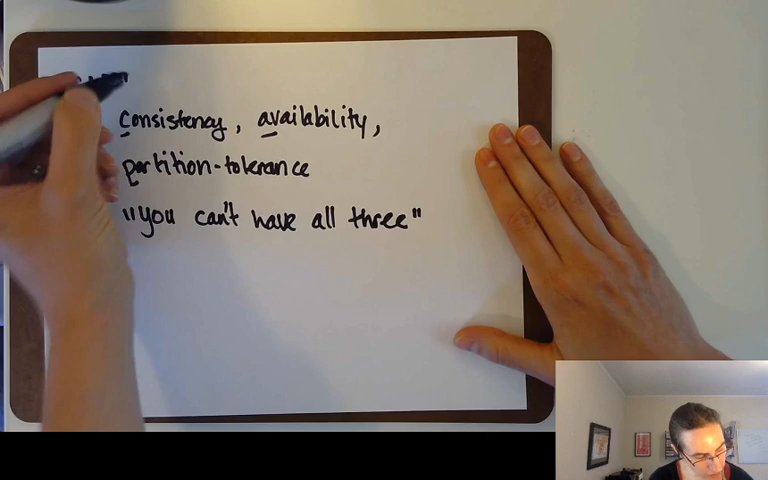 consistency, availability,
partition-tolerance
"you can't have all three"